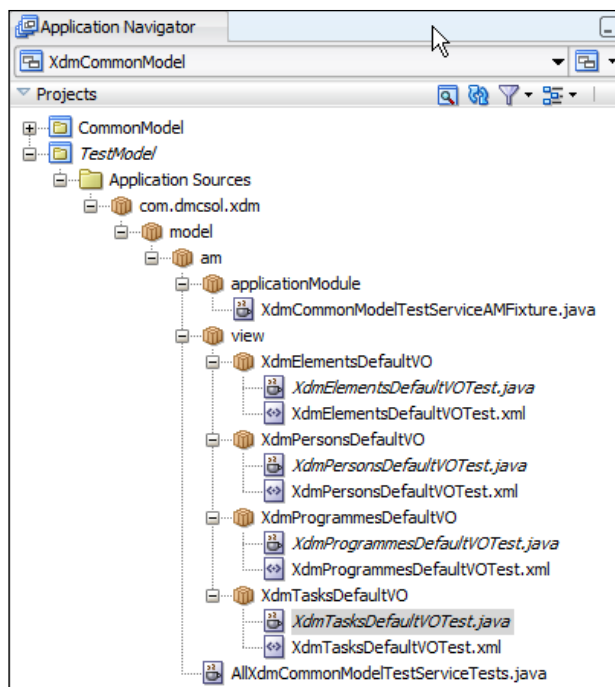 Application Navigator
XdmCommonModel
Projects
CommonModel
TestModel
Application Sources
com.dmcsol.xdm
model
am
applicationModule
XdmCommonModelTestServiceAMFixture.java
view
XdmElementsDefaultVO
XdmElementsDefaultVOTest.java
XdmElementsDefaultVOTest.xml
XdmPersonsDefaultVO
XdmPersonsDefaultVOTest.java
XdmPersonsDefaultVOTest.xml
XdmProgrammesDefaultVO
XdmProgrammesDefaultVOTest.java
XdmProgrammesDefaultVOTest.xml
XdmTasksDefaultVO
XdmTasksDefaultVOTest.java
XdmTasksDefaultVOTest.xml
AllXdmCommonModelTestServiceTests.java